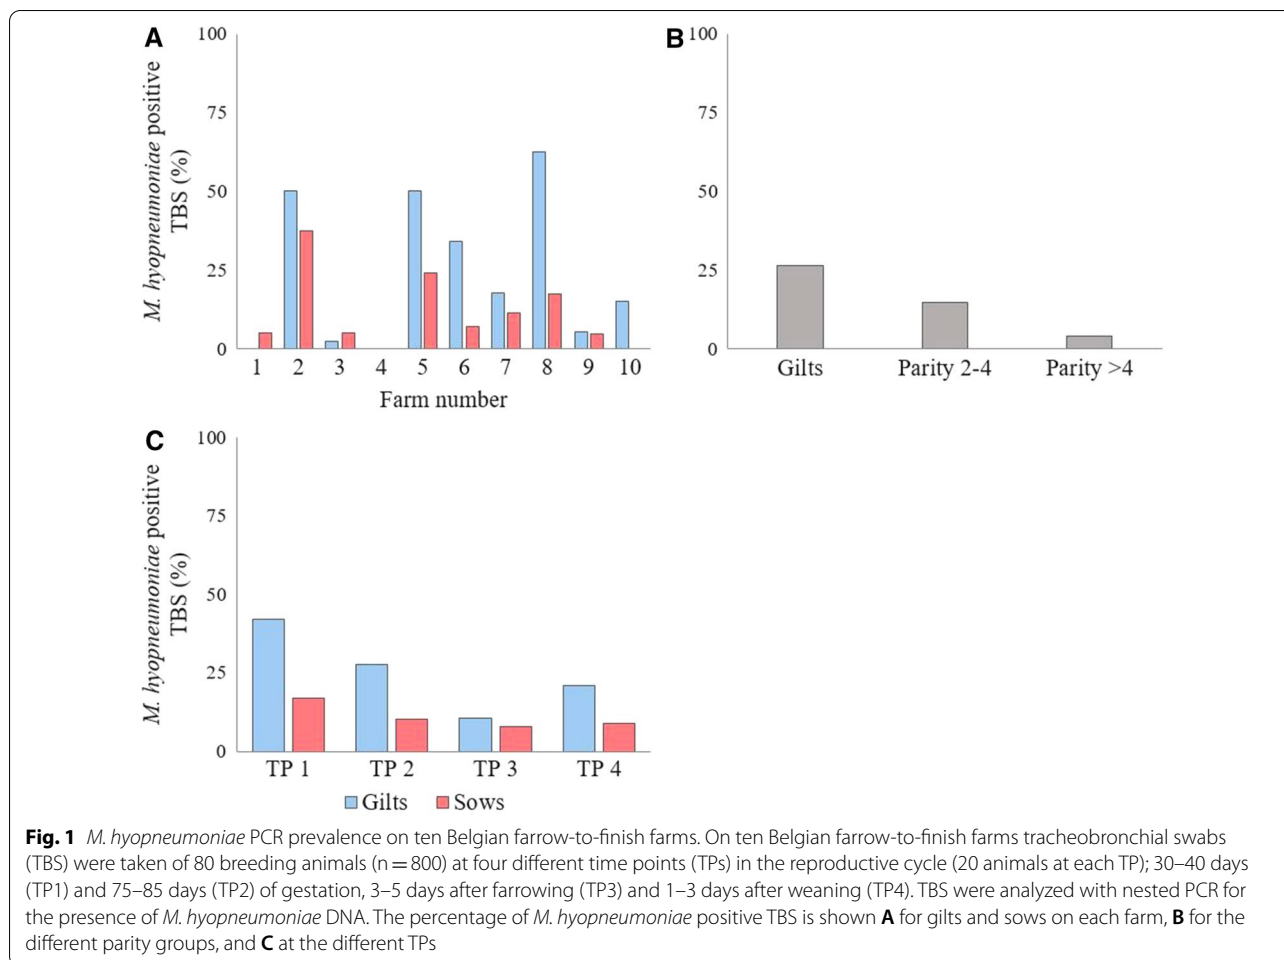 A
M. hyopneumoniae positive
TBS (%)
100
75
50
25
0
1 2 3 4 5 6 7 8 9 10
Farm number
B
100
75
50
25
0
Gilts Parity 2-4 Parity >4
C
M. hyopneumoniae positive
TBS (%)
100
75
50
25
0
TP 1 TP 2 TP 3 TP 4
Gilts Sows
Fig. 1 M. hyopneumoniae PCR prevalence on ten Belgian farrow-to-finish farms. On ten Belgian farrow-to-finish farms tracheobronchial swabs
(TBS) were taken of 80 breeding animals (n = 800) at four different time points (TPs) in the reproductive cycle (20 animals at each TP); 30–40 days
(TP1) and 75–85 days (TP2) of gestation, 3–5 days after farrowing (TP3) and 1–3 days after weaning (TP4). TBS were analyzed with nested PCR for
the presence of M. hyopneumoniae DNA. The percentage of M. hyopneumoniae positive TBS is shown A for gilts and sows on each farm, B for the
different parity groups, and C at the different TPs